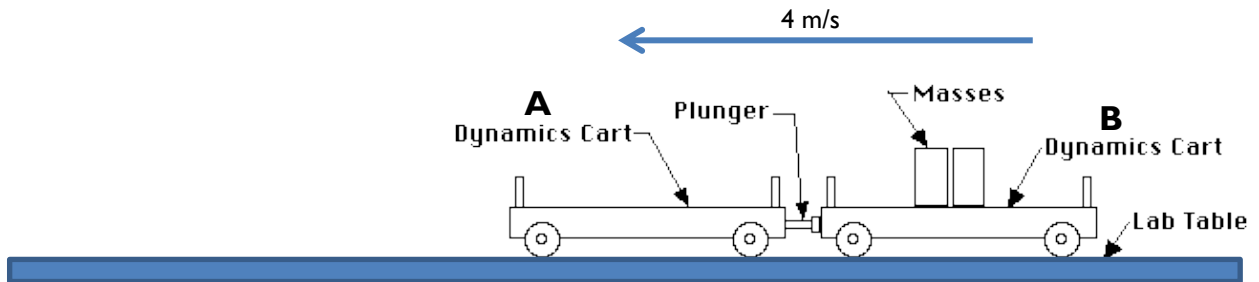 4 m/s
A
Dynamics Cart
Plunger
Masses
B
Dynamics Cart
Lab Table